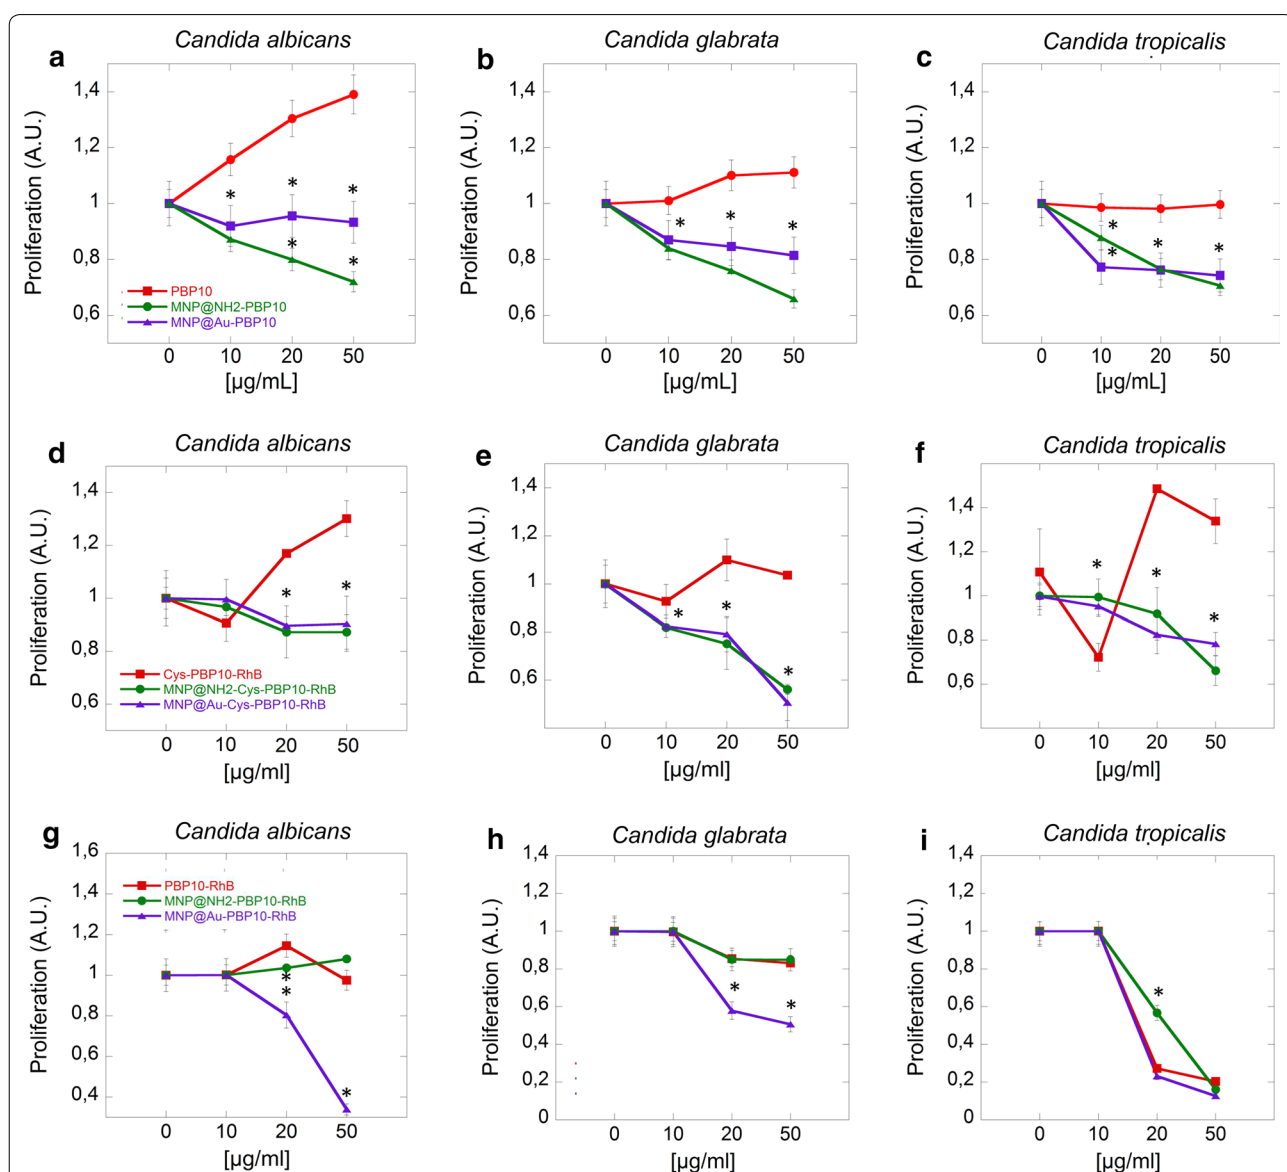 a
Candida albicans
Proliferation (A.U.)
1,4
1,2
1
0,8
0,6
*
*
*
*
*
PBP10
MNP@NH2-PBP10
MNP@Au-PBP10
0 10 20 50
[µg/mL]
b
Candida glabrata
Proliferation (A.U.)
1,4
1,2
1
0,8
0,6
*
*
*
0 10 20 50
[µg/mL]
c
Candida tropicalis
Proliferation (A.U.)
1,4
1,2
1
0,8
0,6
*
*
*
*
0 10 20 50
[µg/mL]
d
Candida albicans
Proliferation (A.U.)
1,4
1,2
1
0,8
0,6
*
*
Cys-PBP10-RhB
MNP@NH2-Cys-PBP10-RhB
MNP@Au-Cys-PBP10-RhB
0 10 20 50
[µg/ml]
e
Candida glabrata
Proliferation (A.U.)
1,4
1,2
1
0,8
0,6
*
*
*
0 10 20 50
[µg/ml]
f
Candida tropicalis
Proliferation (A.U.)
1,4
1,2
1
0,8
0,6
*
*
*
0 10 20 50
[µg/ml]
g
Candida albicans
Proliferation (A.U.)
1,6
1,4
1,2
1
0,8
0,6
0,4
PBP10-RhB
MNP@NH2-PBP10-RhB
MNP@Au-PBP10-RhB
*
*
*
0 10 20 50
[µg/ml]
h
Candida glabrata
Proliferation (A.U.)
1,4
1,2
1
0,8
0,6
0,4
0,2
0
*
*
0 10 20 50
[µg/ml]
i
Candida tropicalis
Proliferation (A.U.)
1,4
1,2
1
0,8
0,6
0,4
0,2
0
*
0 10 20 50
[µg/ml]